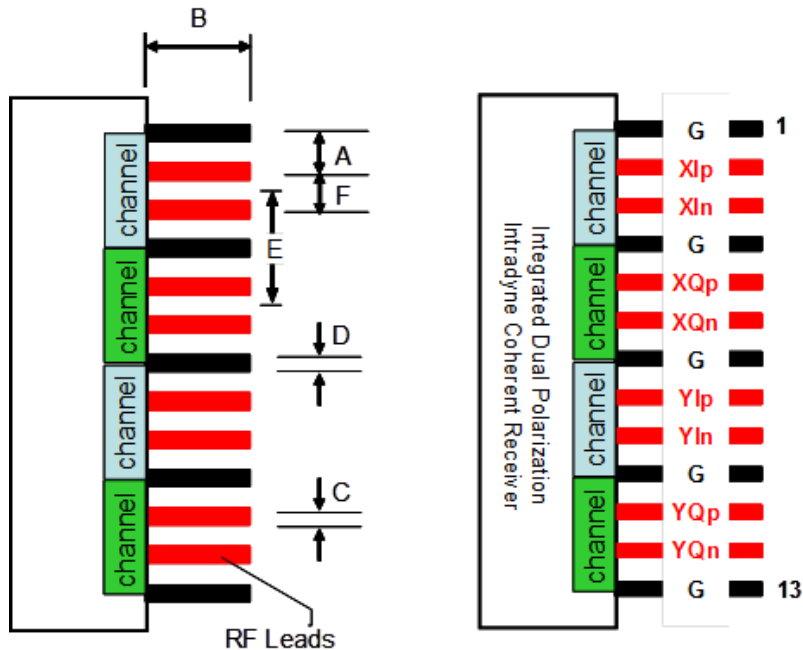 B
A
F
E
D
C
channel
channel
channel
channel
RF Leads
Integrated Dual Polarization
Intradyne Coherent Receiver
channel
channel
channel
channel
G
1
XIp
XIn
G
XQp
XQn
G
YIp
YIn
G
YQp
YQn
G
13